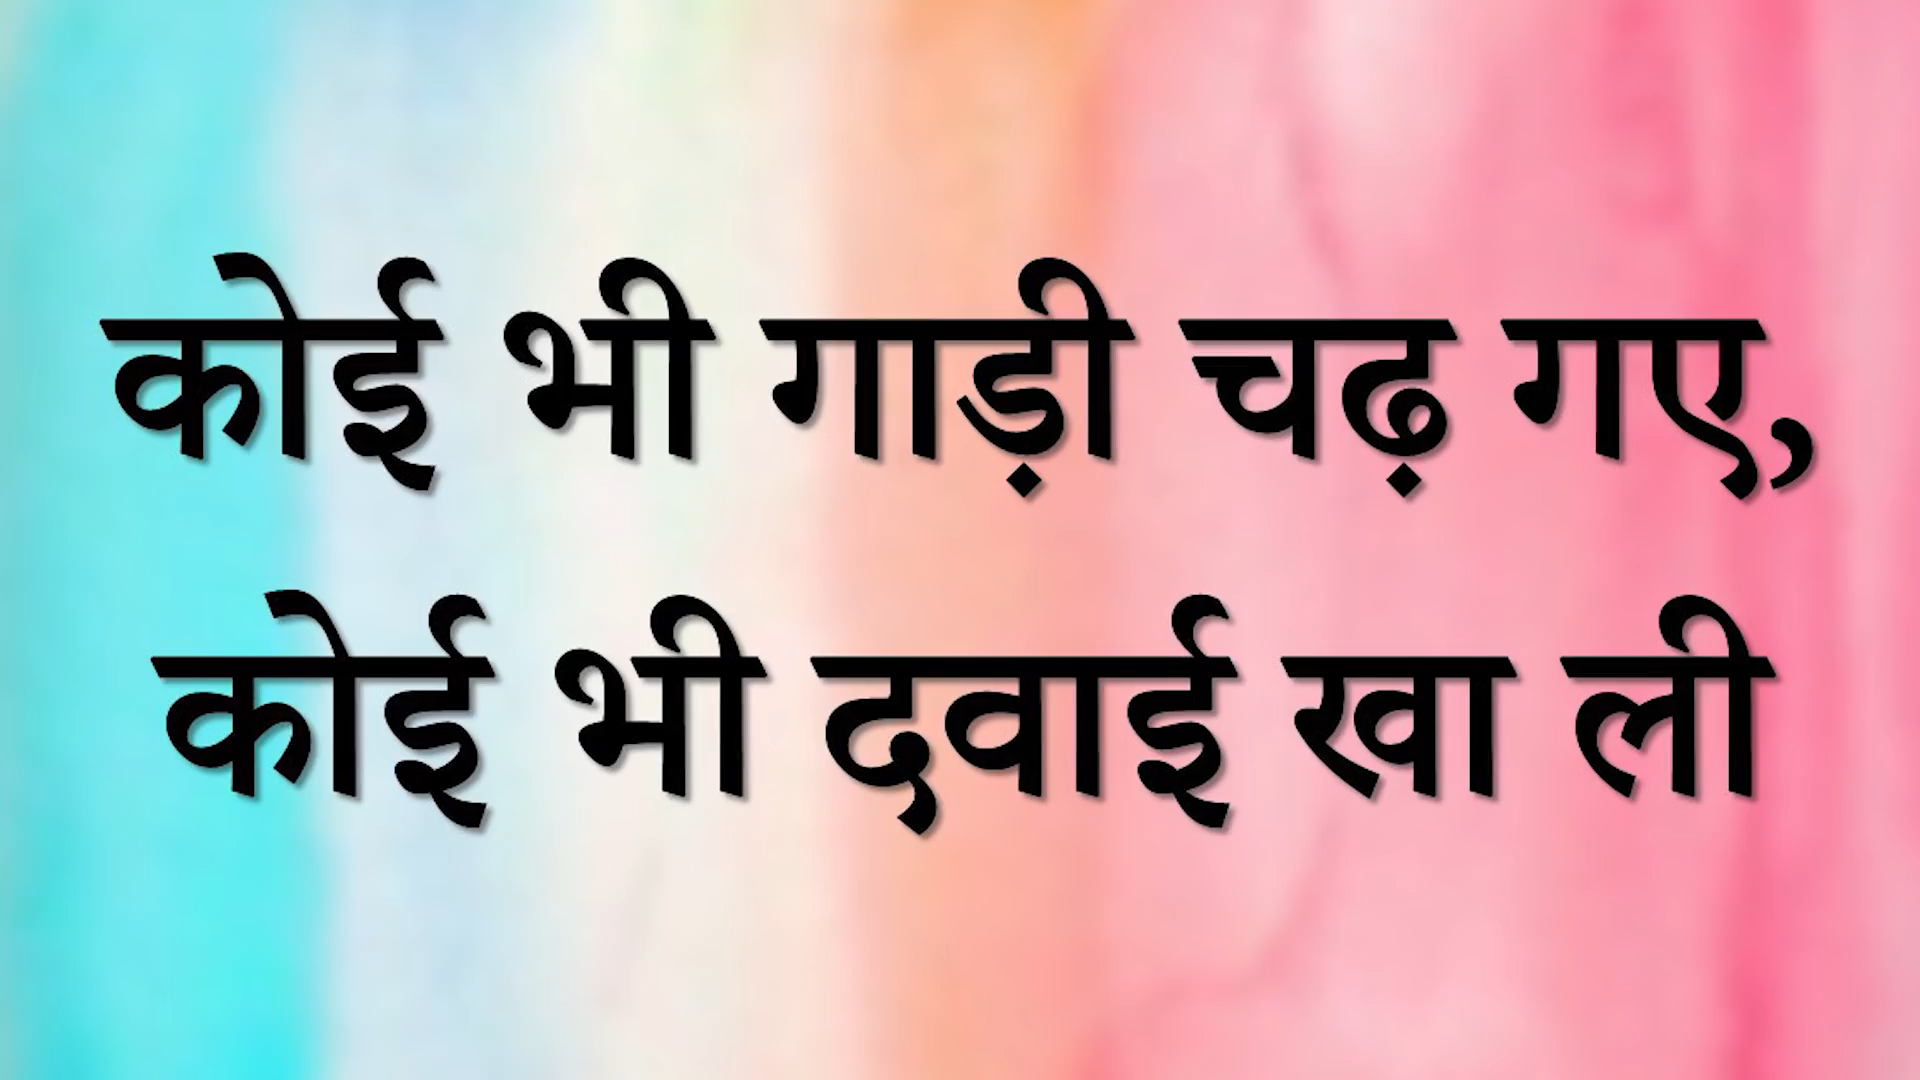 कोई भी गाड़ी चढ़ गए,
कोई भी दवाई खा ली